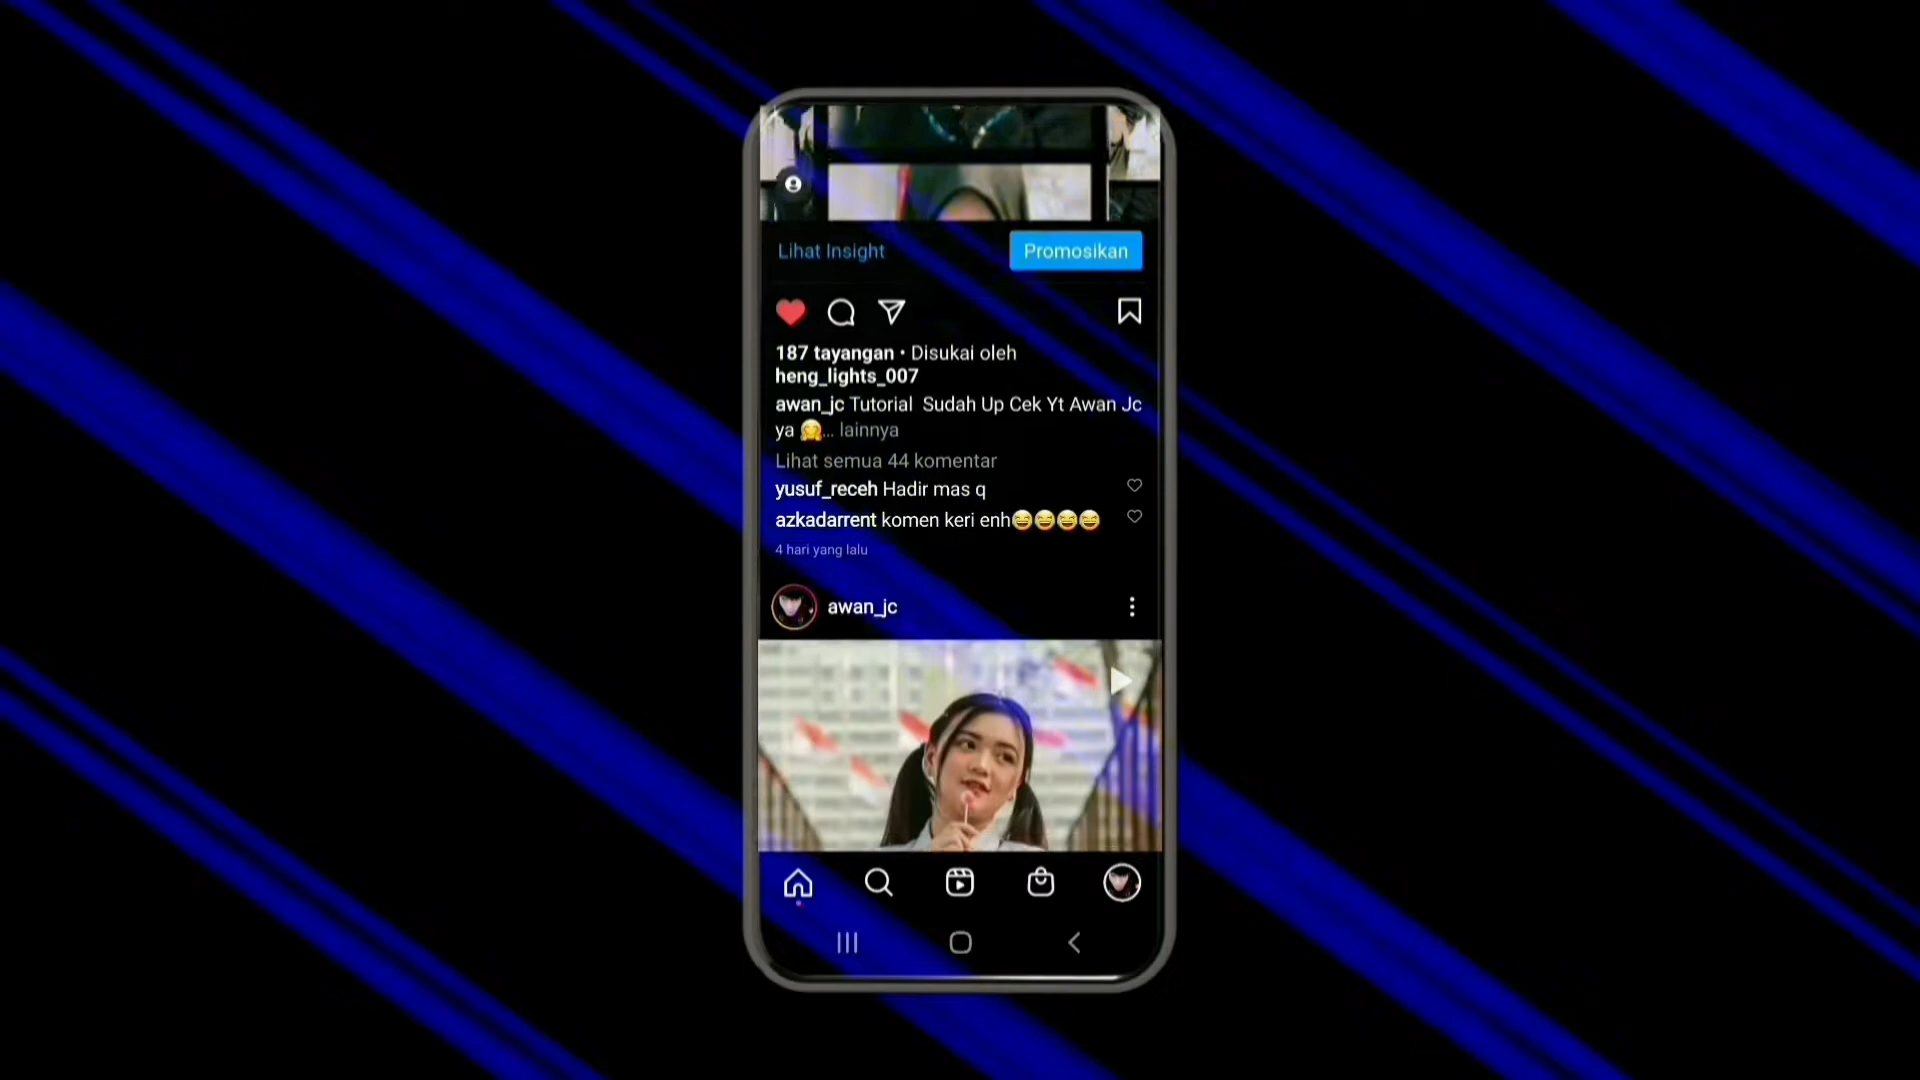 Lihat Insight
Promosikan
187 tayangan • Disukai oleh
heng_lights_007
awan_jc Tutorial  Sudah Up Cek Yt Awan Jc
ya 🤗... lainnya
Lihat semua 44 komentar
yusuf_receh Hadir mas q
azkadarrent komen keri enh😄😄😄😄
4 hari yang lalu
awan_jc